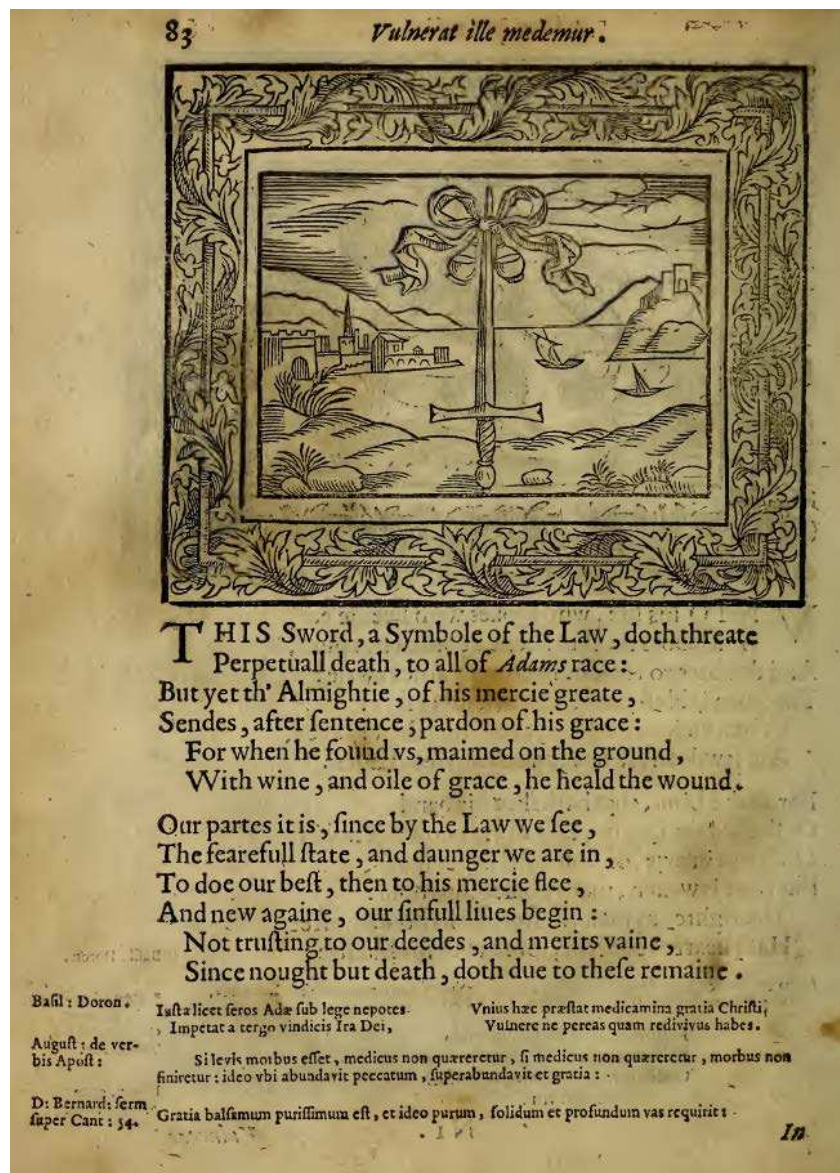 83 Vulnerat ille medemur.
THIS Sword, a Symbole of the Law, doth threate
Perpetuall death, to all of Adams race:
But yet th' Almightie, of his mercie greate,
Sendes, after ſentence, pardon of his grace:
For when he found vs, maimed on the ground,
With wine, and oile of grace, he heald the wound.
Our partes it is, ſince by the Law we ſee,
The fearefull ſtate, and daunger we are in,
To doe our beſt, then to his mercie flee,
And new againe, our ſinfull liues begin:
Not truſting to our deedes, and merits vaine,
Since nought but death, doth due to theſe remaine.
Baſil: Doron.
Iuſta licet ſeros Adæ ſub lege nepotes
Impetat a tergo vindicis Ira Dei,
Vnius hæc præſtat medicamina gratia Chriſti,
Vulnere ne pereas quam redivivus habes.
Auguſt: de ver-
bis Apoſt:
Si levis morbus eſſet, medicus non quæreretur, ſi medicus non quæreretur, morbus non
finiretur: ideo vbi abundavit peccatum, ſuperabundavit et gratia:
D: Bernard: ſerm
ſuper Cant: 54.
Gratia balſamum puriſſimum eſt, et ideo purum, ſolidum et profundum vas requirit:
In